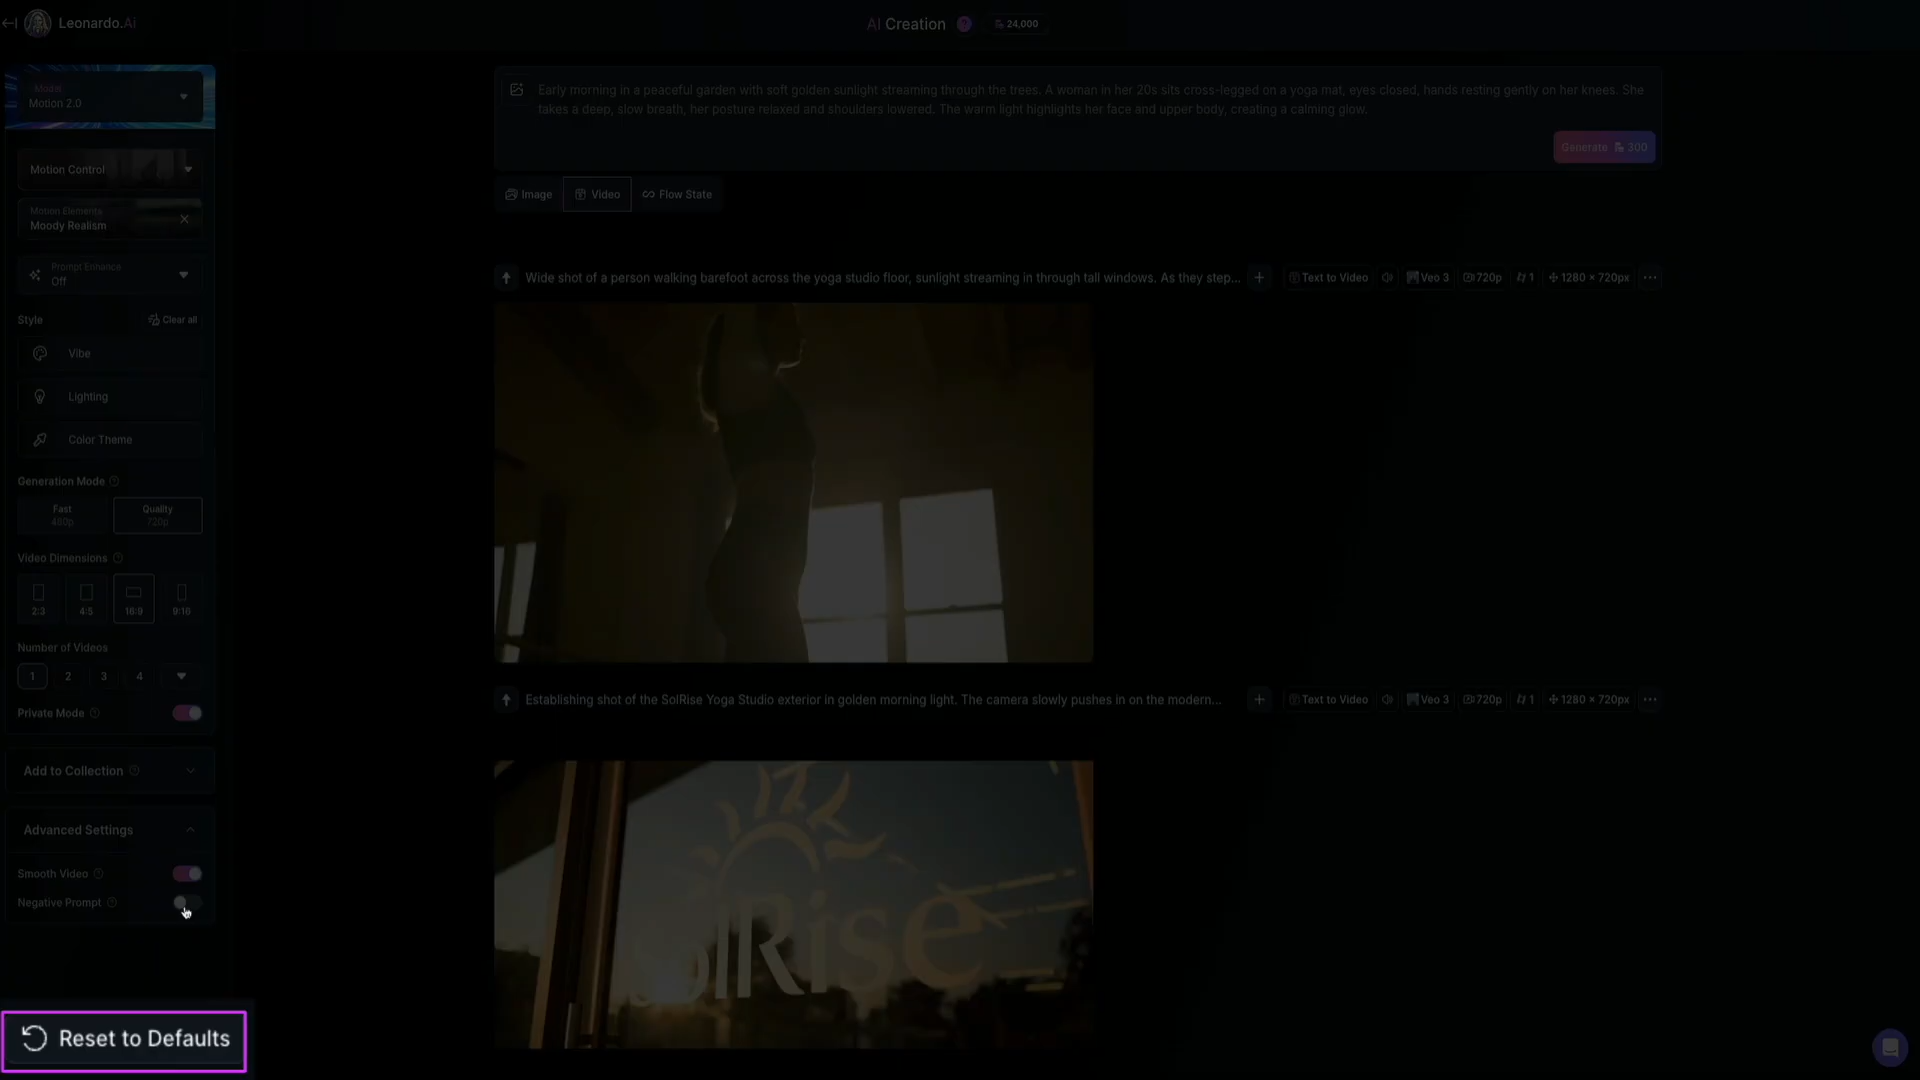 Leonardo.Ai
AI Creation
?
24,000
Model
Motion 2.0
Early morning in a peaceful garden with soft golden sunlight streaming through the trees. A woman in her 20s sits cross-legged on a yoga mat, eyes closed, hands resting gently on her knees. She
takes a deep, slow breath, her posture relaxed and shoulders lowered. The warm light highlights her face and upper body, creating a calming glow.
Generate 300
Motion Control
Image Video Flow State
Motion Elements
Moody Realism
Prompt Enhance
Off
Wide shot of a person walking barefoot across the yoga studio floor, sunlight streaming in through tall windows. As they step...
Text to Video Veo 3 720p 1 1280 × 720px
Style Clear all
Vibe
Lighting
Color Theme
Generation Mode
Fast
480p
Quality
720p
Video Dimensions
2:3 4:5 16:9 9:16
Number of Videos
1 2 3 4
Private Mode
Establishing shot of the SolRise Yoga Studio exterior in golden morning light. The camera slowly pushes in on the modern...
Text to Video Veo 3 720p 1 1280 × 720px
Add to Collection
Advanced Settings
Smooth Video
Negative Prompt
SolRise
Reset to Defaults